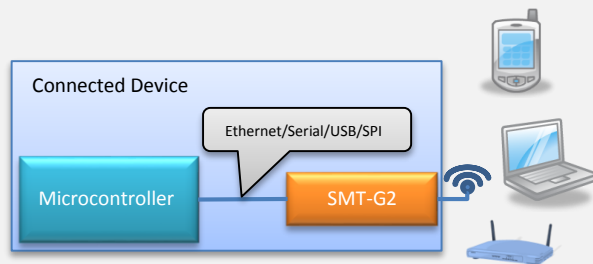 Connected Device
Ethernet/Serial/USB/SPI
Microcontroller
SMT-G2